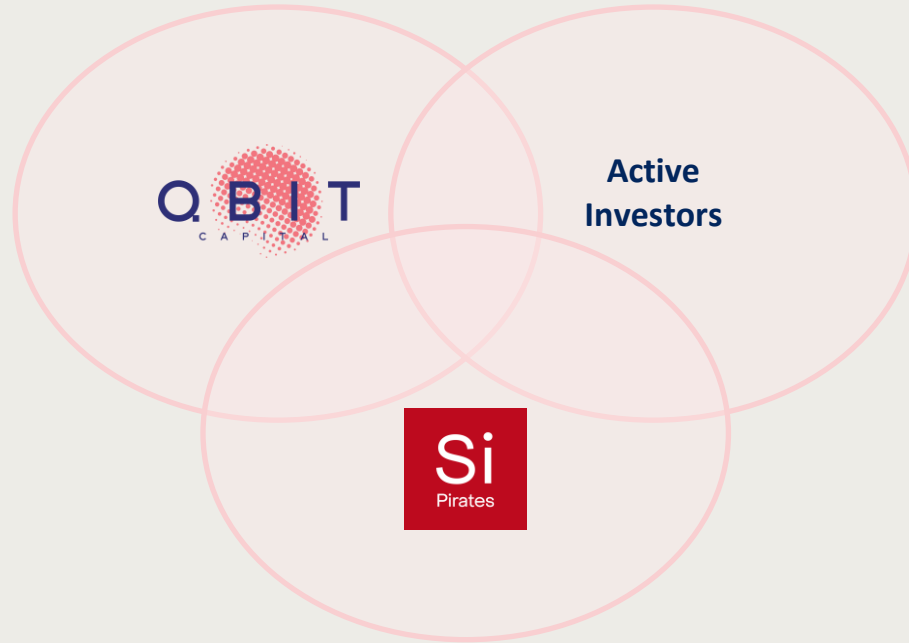 QBIT
CAPITAL
Active
Investors
Si
Pirates